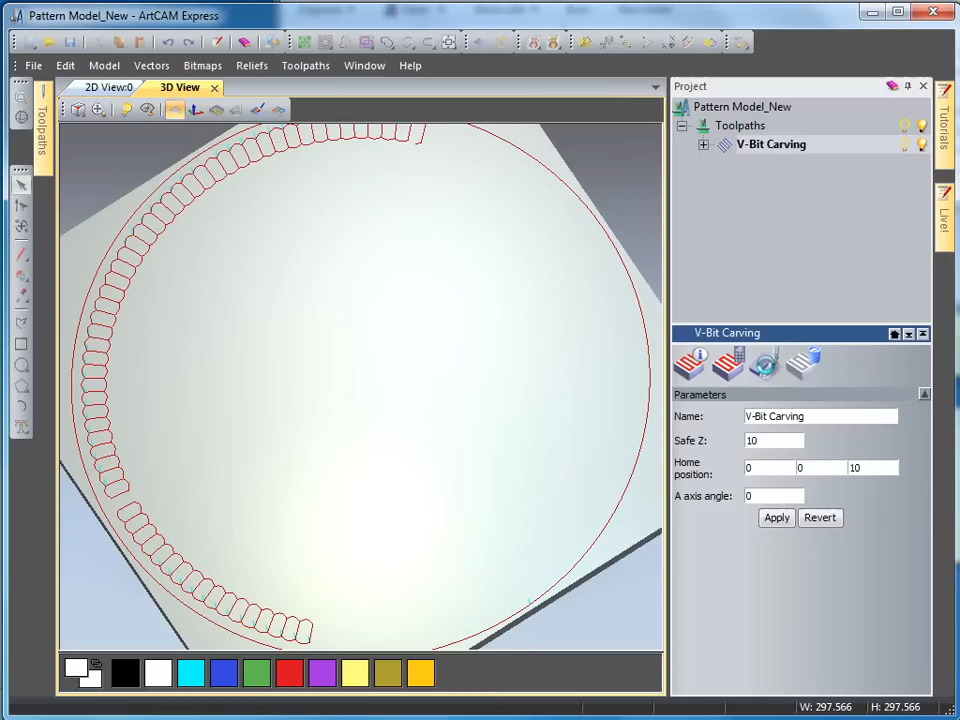 Pattern Model_New - ArtCAM Express
File Edit Model Vectors Bitmaps Reliefs Toolpaths Window Help
2D View:0 3D View
Project
Toolpaths
Pattern Model_New
Toolpaths
V-Bit Carving
Tutorials
Live!
V-Bit Carving
Parameters
Name: V-Bit Carving
Safe Z: 10
Home position: 0 0 10
A axis angle: 0
Apply Revert
W: 297.566 H: 297.566